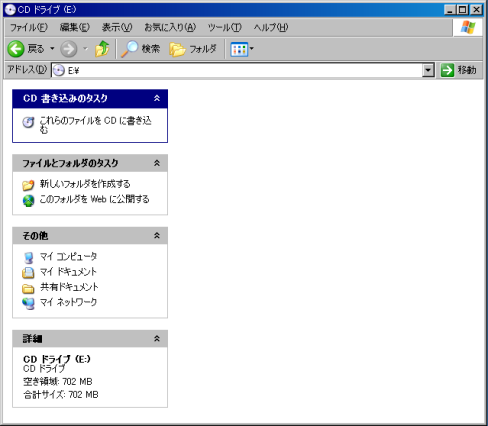 CD ドライブ (E:)
ファイル(F) 編集(E) 表示(V) お気に入り(A) ツール(T) ヘルプ(H)
戻る 検索 フォルダ
アドレス(D) E:¥ 移動
CD 書き込みのタスク
これらのファイルを CD に書き込
む
ファイルとフォルダのタスク
新しいフォルダを作成する
このフォルダを Web に公開する
その他
マイ コンピュータ
マイ ドキュメント
共有ドキュメント
マイ ネットワーク
詳細
CD ドライブ (E:)
CD ドライブ
空き領域: 702 MB
合計サイズ: 702 MB